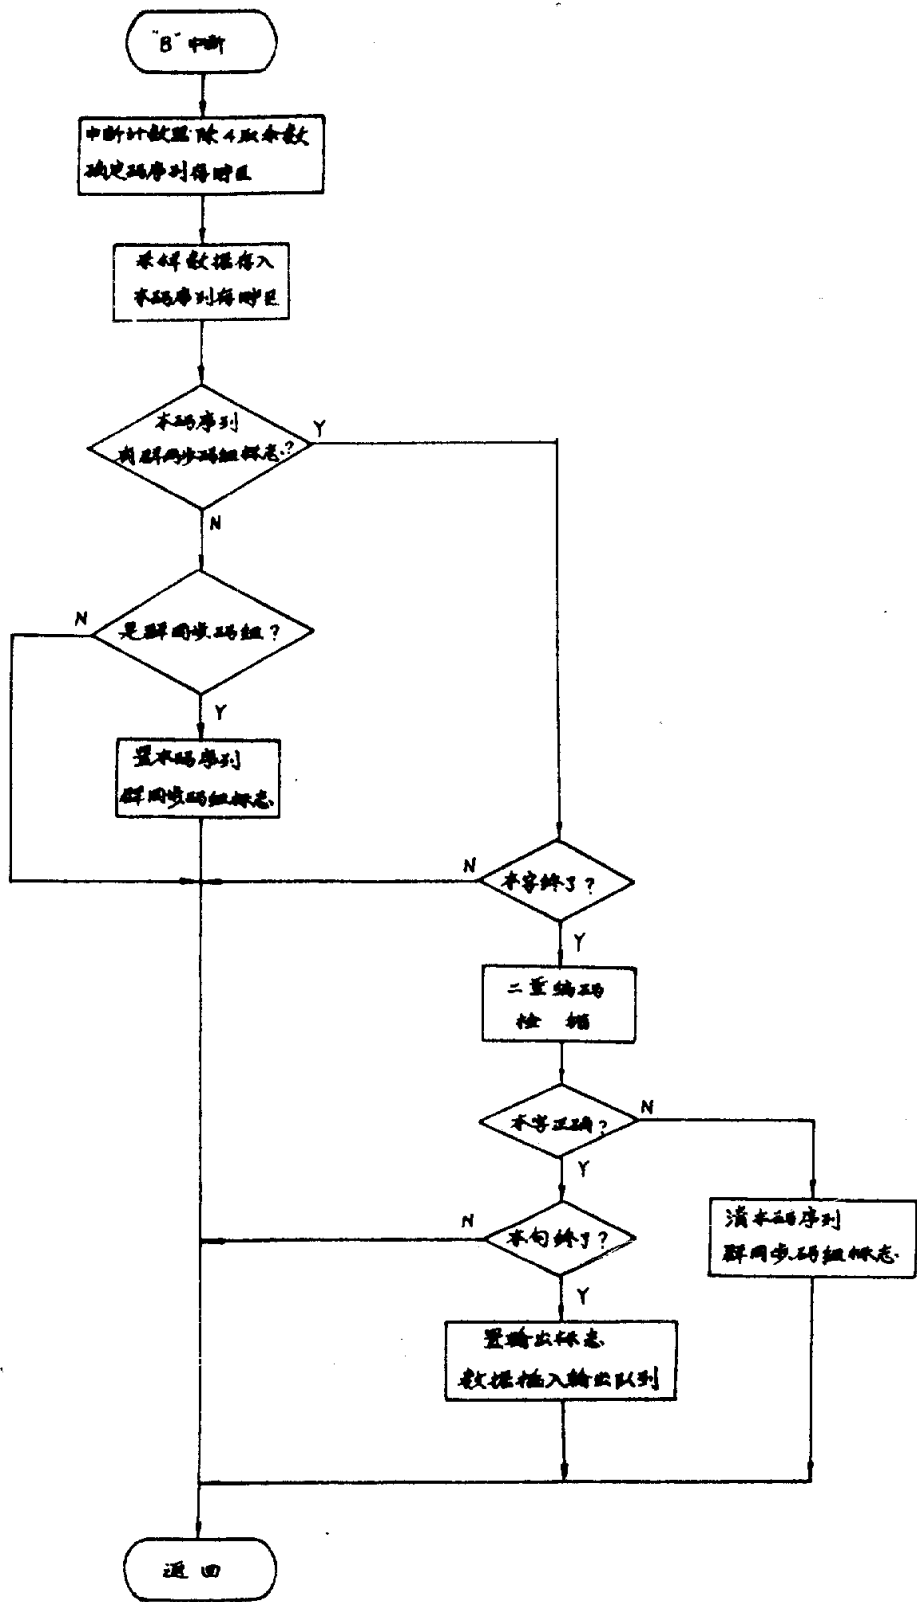 "B"中断
中断计数器除4取余数
确定码序列存贮区
采样数据存入
本码序列存贮区
本码序列
有群同步码组标志?
Y
N
是群同步码组?
N
Y
置本码序列
群同步码组标志
本字终了?
N
Y
二重编码
检 错
本字正确?
N
Y
清本码序列
群同步码组标志
本句终了?
N
Y
置输出标志
数据插入输出队列
返回